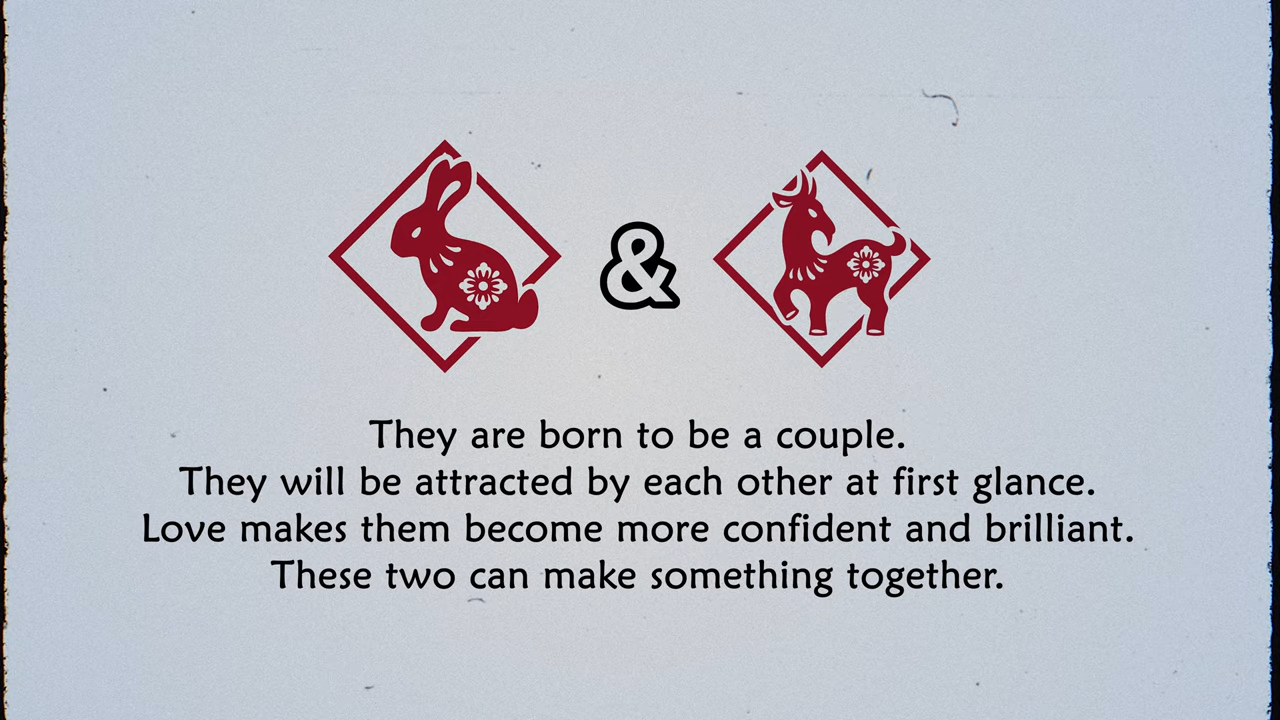 &
They are born to be a couple.
They will be attracted by each other at first glance.
Love makes them become more confident and brilliant.
These two can make something together.